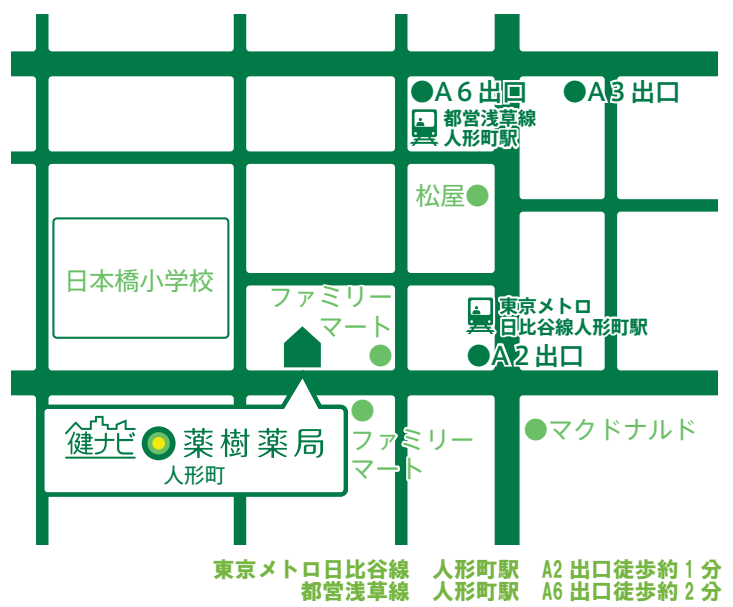 ●A6出口
●A3出口
都営浅草線
人形町駅
松屋●
日本橋小学校
ファミリー
マート
東京メトロ
日比谷線人形町駅
●A2出口
健ナビ 薬樹薬局
人形町
ファミリー
マート
●マクドナルド
東京メトロ日比谷線　人形町駅　A2出口徒歩約1分
都営浅草線　人形町駅　A6出口徒歩約2分